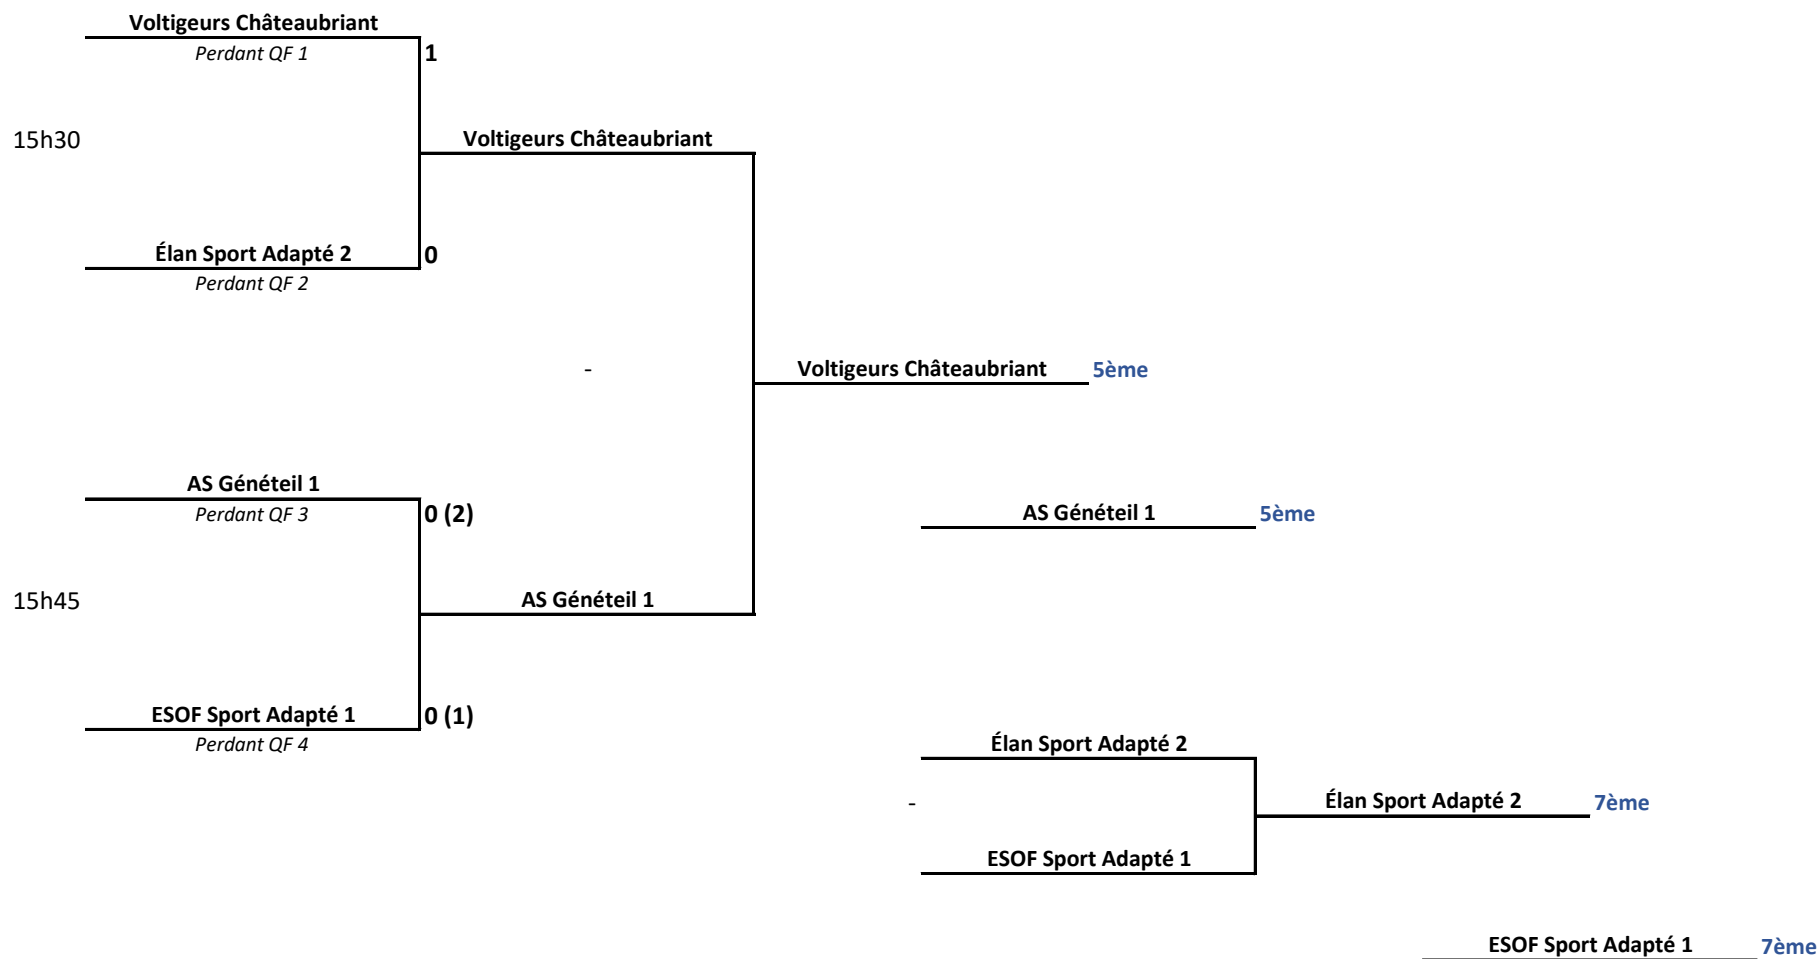 Voltigeurs Châteaubriant
Perdant QF 1
1
15h30
Voltigeurs Châteaubriant
Élan Sport Adapté 2
0
Perdant QF 2
-
Voltigeurs Châteaubriant 5ème
AS Généteil 1
Perdant QF 3
0 (2)
AS Généteil 1 5ème
15h45
AS Généteil 1
ESOF Sport Adapté 1
0 (1)
Perdant QF 4
Élan Sport Adapté 2
-
Élan Sport Adapté 2 7ème
ESOF Sport Adapté 1
ESOF Sport Adapté 1 7ème